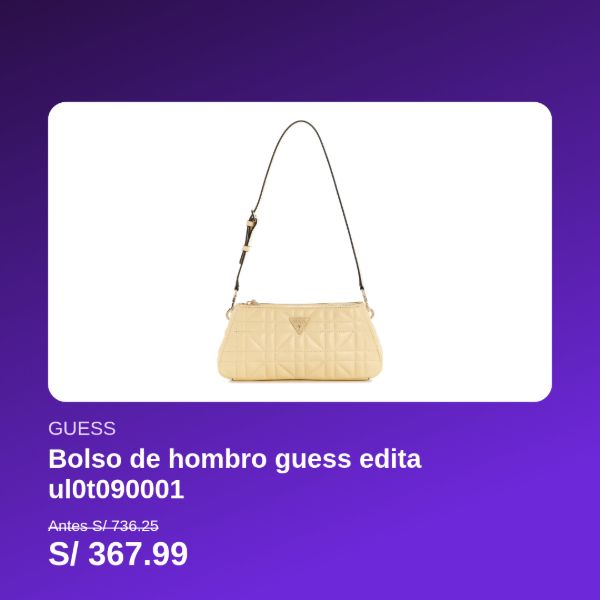 GUESS
Bolso de hombro guess edita
ul0t090001
Antes S/ 736.25
S/ 367.99